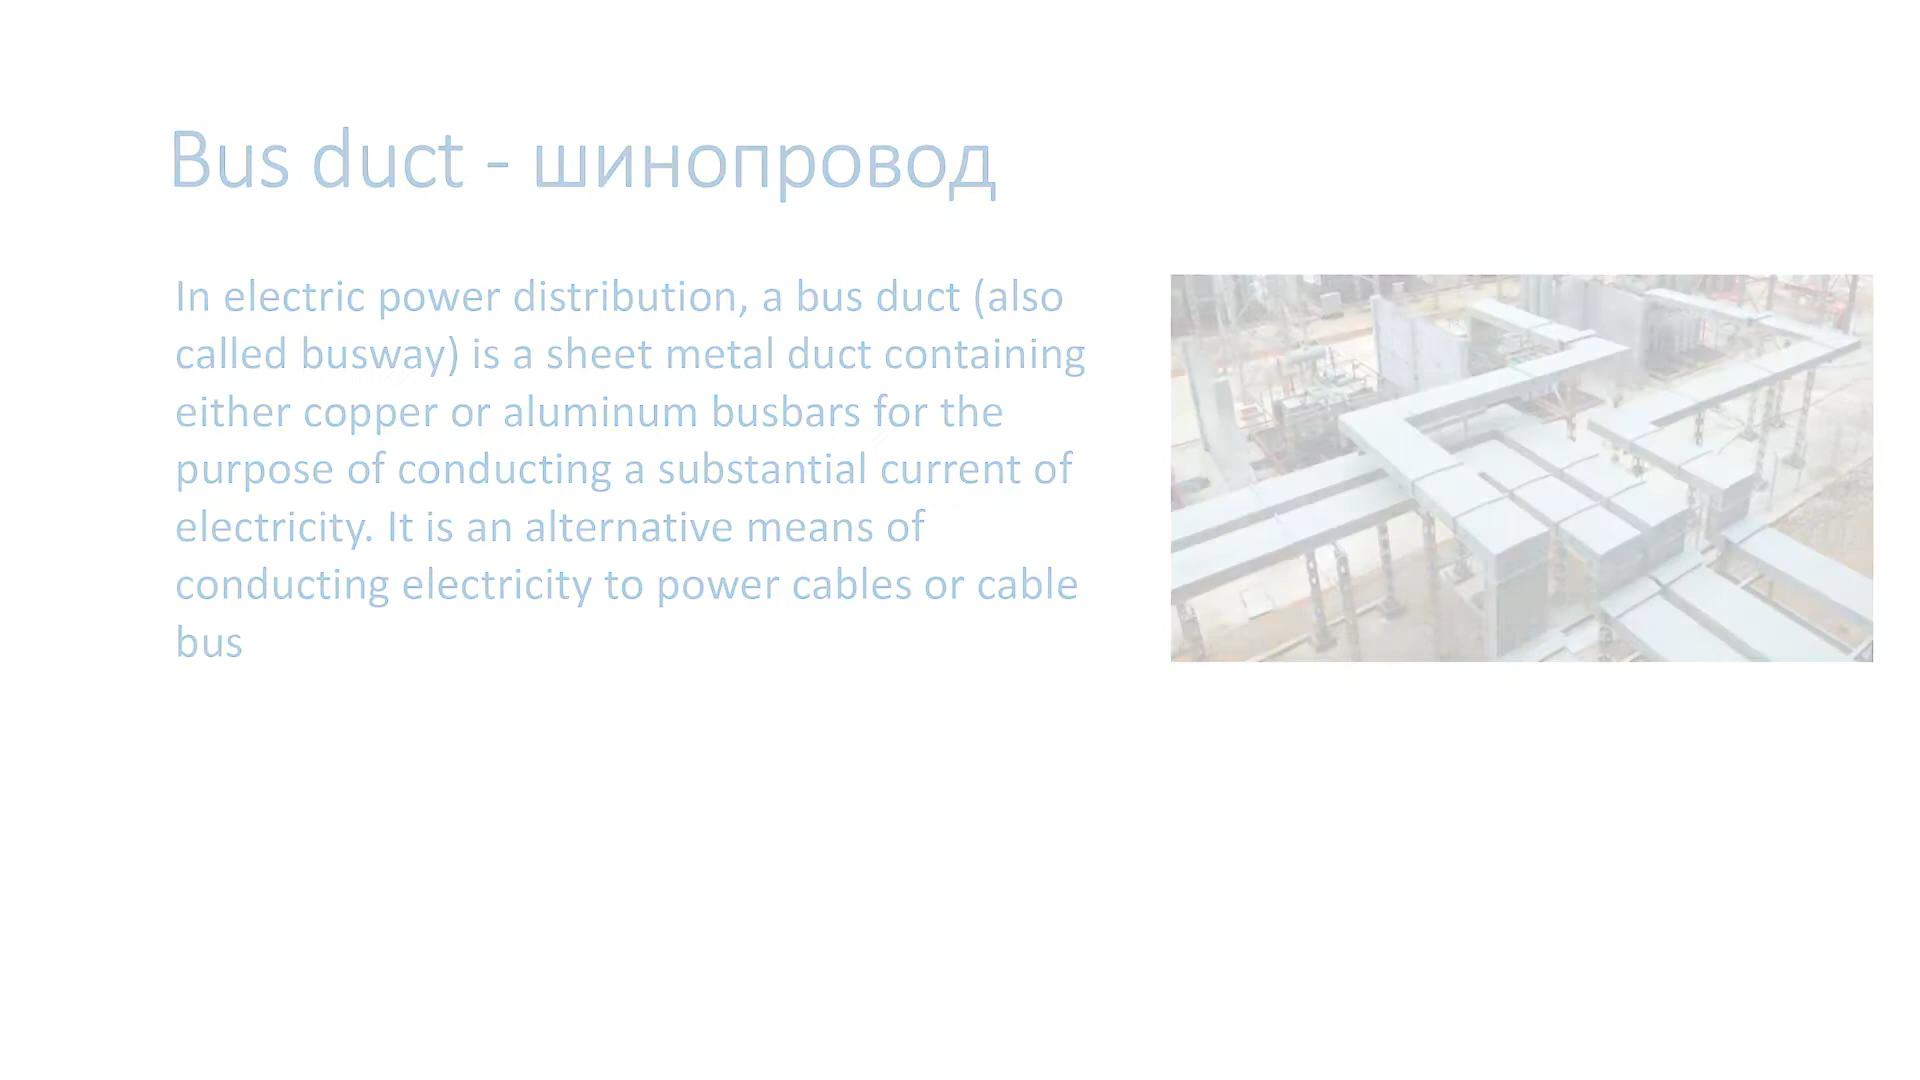 Bus duct - шинопровод
In electric power distribution, a bus duct (also
called busway) is a sheet metal duct containing
either copper or aluminum busbars for the
purpose of conducting a substantial current of
electricity. It is an alternative means of
conducting electricity to power cables or cable
bus